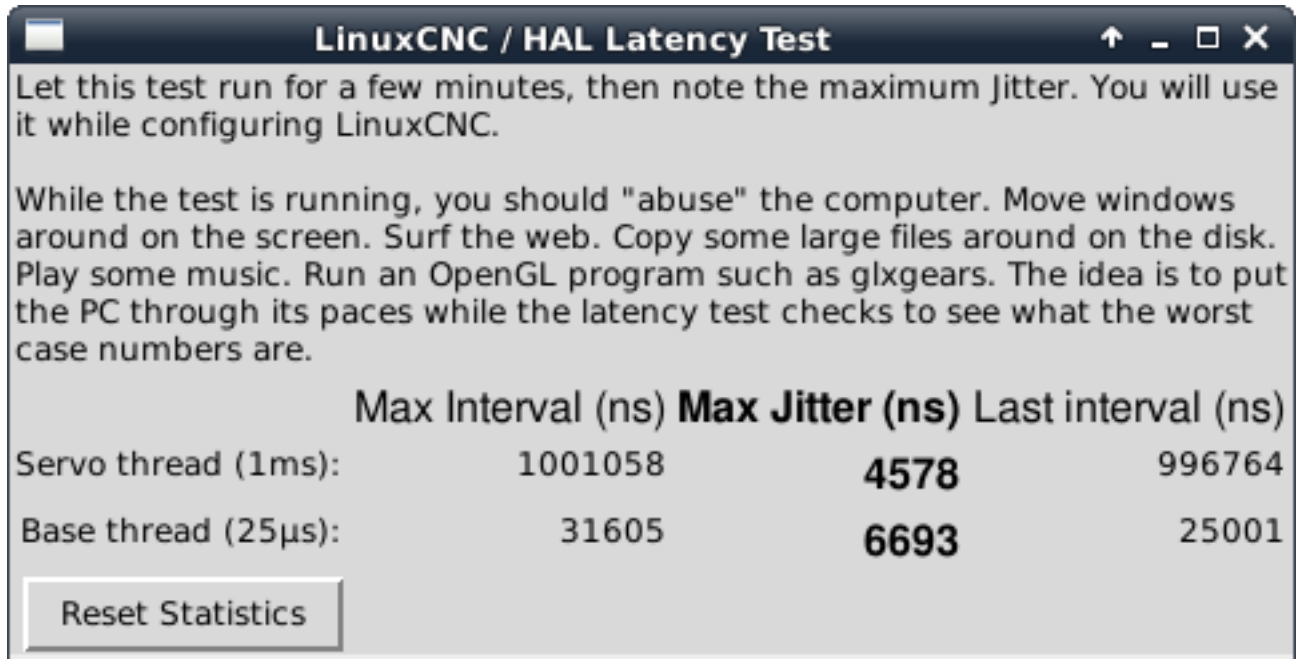 LinuxCNC / HAL Latency Test
Let this test run for a few minutes, then note the maximum Jitter. You will use
it while configuring LinuxCNC.
While the test is running, you should "abuse" the computer. Move windows
around on the screen. Surf the web. Copy some large files around on the disk.
Play some music. Run an OpenGL program such as glxgears. The idea is to put
the PC through its paces while the latency test checks to see what the worst
case numbers are.
Max Interval (ns) Max Jitter (ns) Last interval (ns)
Servo thread (1ms): 1001058 4578 996764
Base thread (25µs): 31605 6693 25001
Reset Statistics